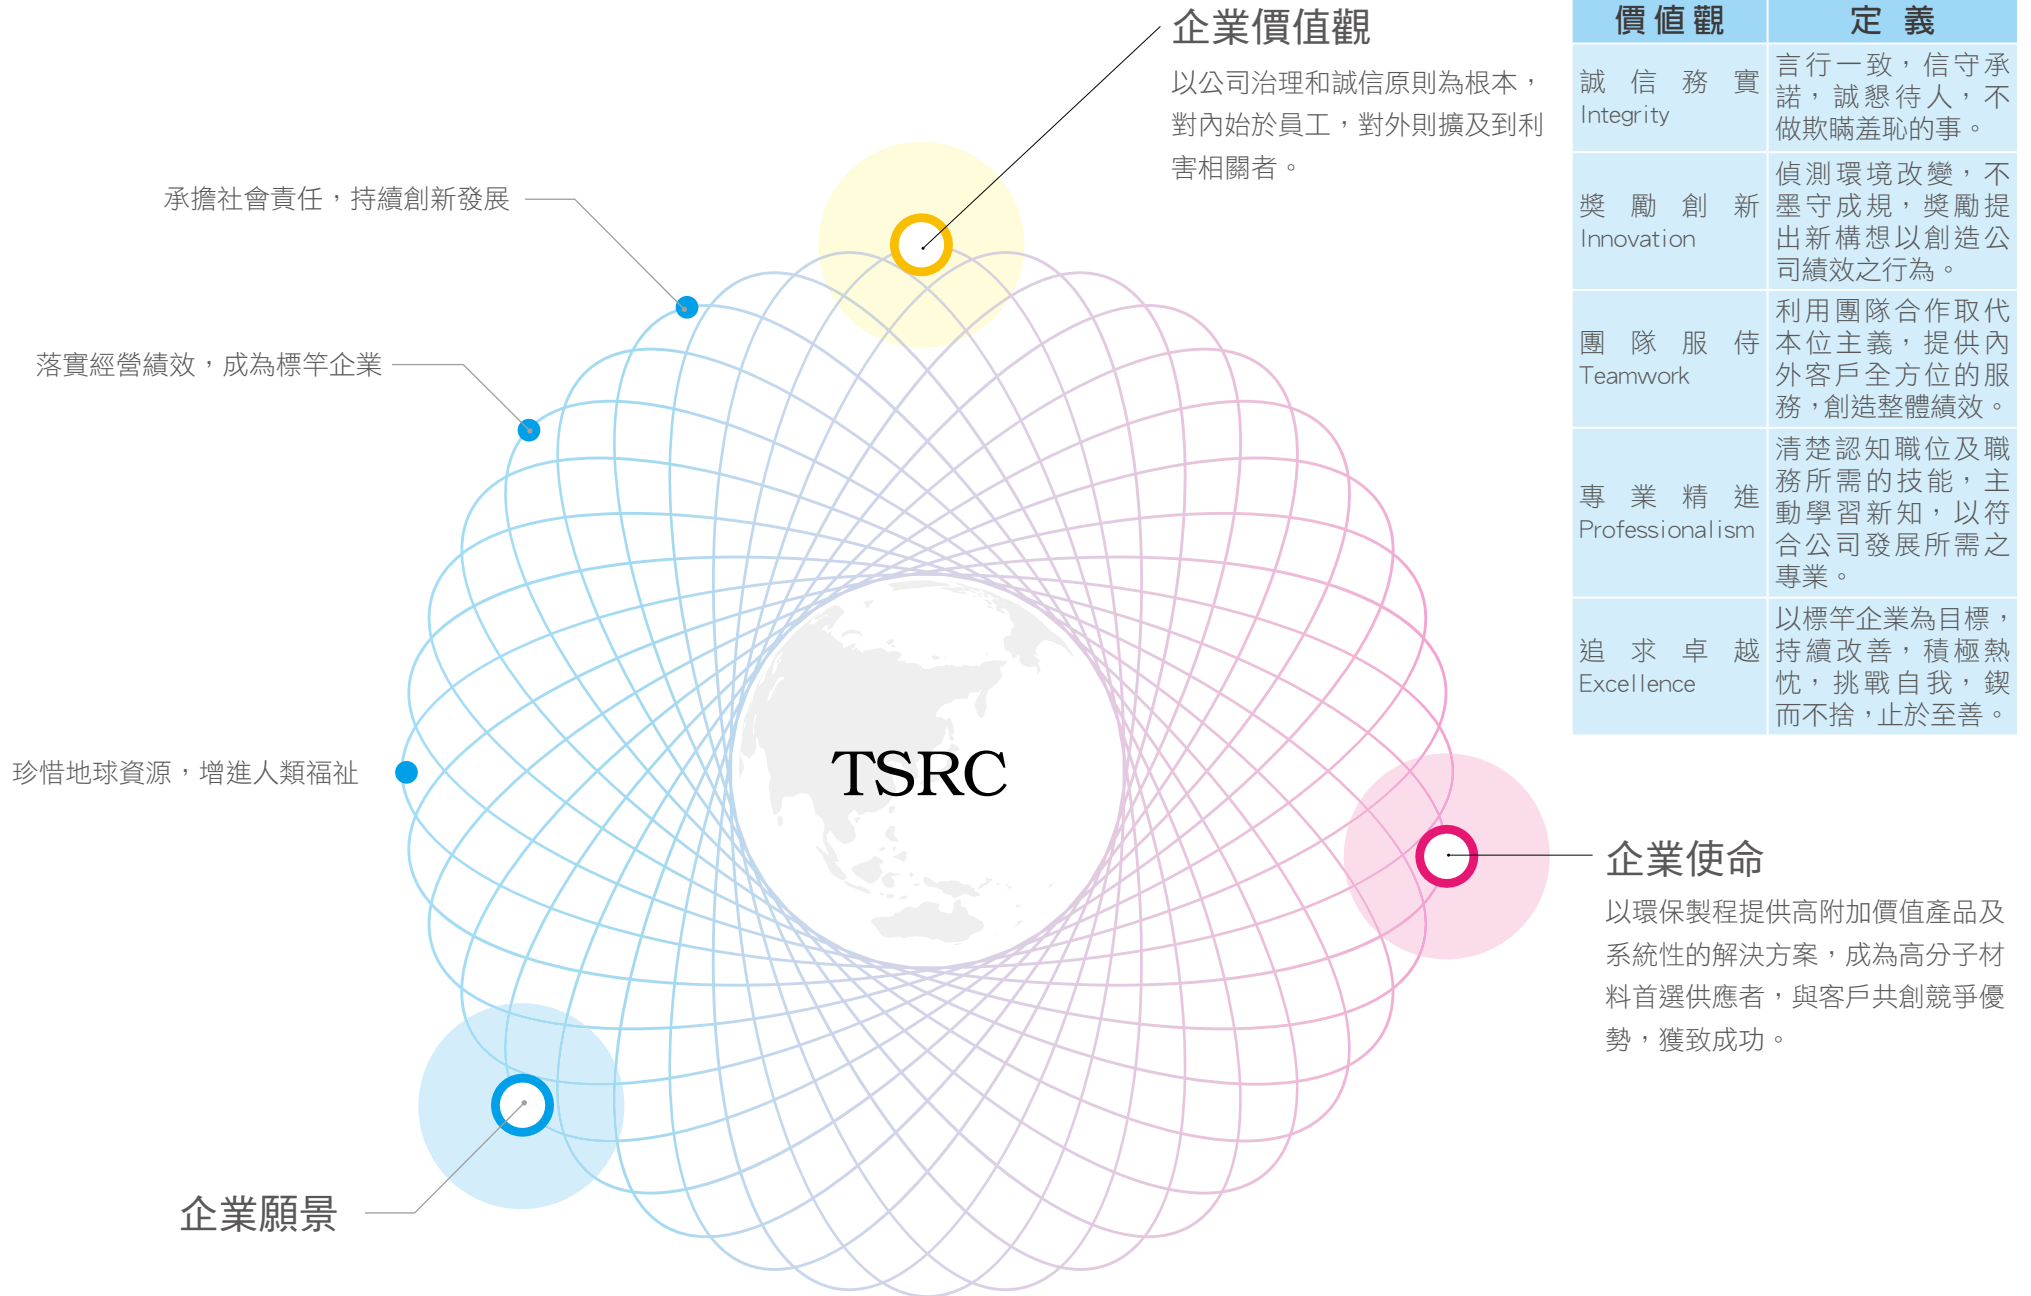 企業價值觀
以公司治理和誠信原則為根本，
對內始於員工，對外則擴及到利
害相關者。
價值觀 定義
誠信務實
Integrity
言行一致，信守承
諾，誠懇待人，不
做欺瞞羞恥的事。
獎勵創新
Innovation
偵測環境改變，不
墨守成規，獎勵提
出新構想以創造公
司績效之行為。
團隊服侍
Teamwork
利用團隊合作取代
本位主義，提供內
外客戶全方位的服
務，創造整體績效。
專業精進
Professionalism
清楚認知職位及職
務所需的技能，主
動學習新知，以符
合公司發展所需之
專業。
追求卓越
Excellence
以標竿企業為目標，
持續改善，積極熱
忱，挑戰自我，鍥
而不捨，止於至善。
承擔社會責任，持續創新發展
落實經營績效，成為標竿企業
珍惜地球資源，增進人類福祉
TSRC
企業使命
以環保製程提供高附加價值產品及
系統性的解決方案，成為高分子材
料首選供應者，與客戶共創競爭優
勢，獲致成功。
企業願景